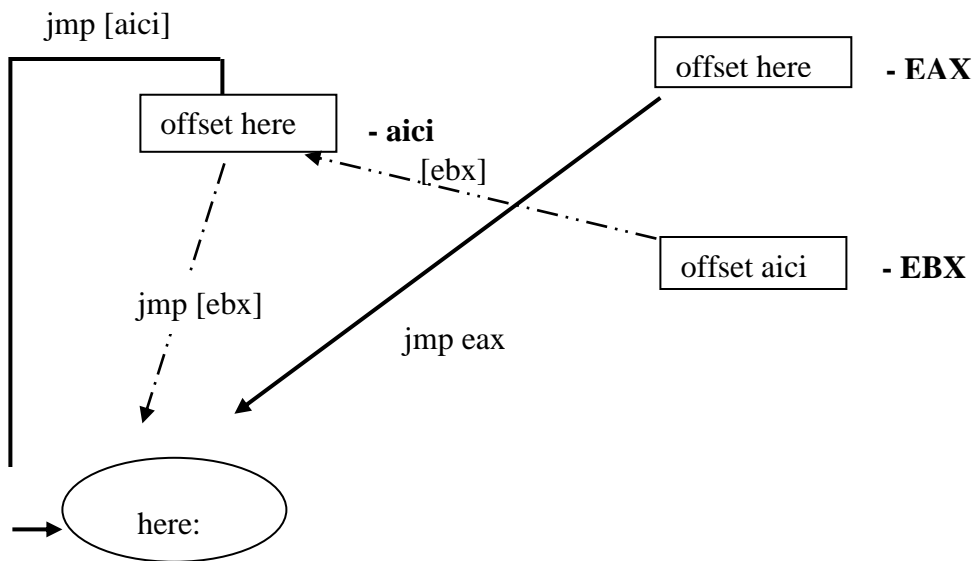 jmp [aici]
offset here - EAX
offset here - aici
[ebx]
offset aici - EBX
jmp [ebx]
jmp eax
here: